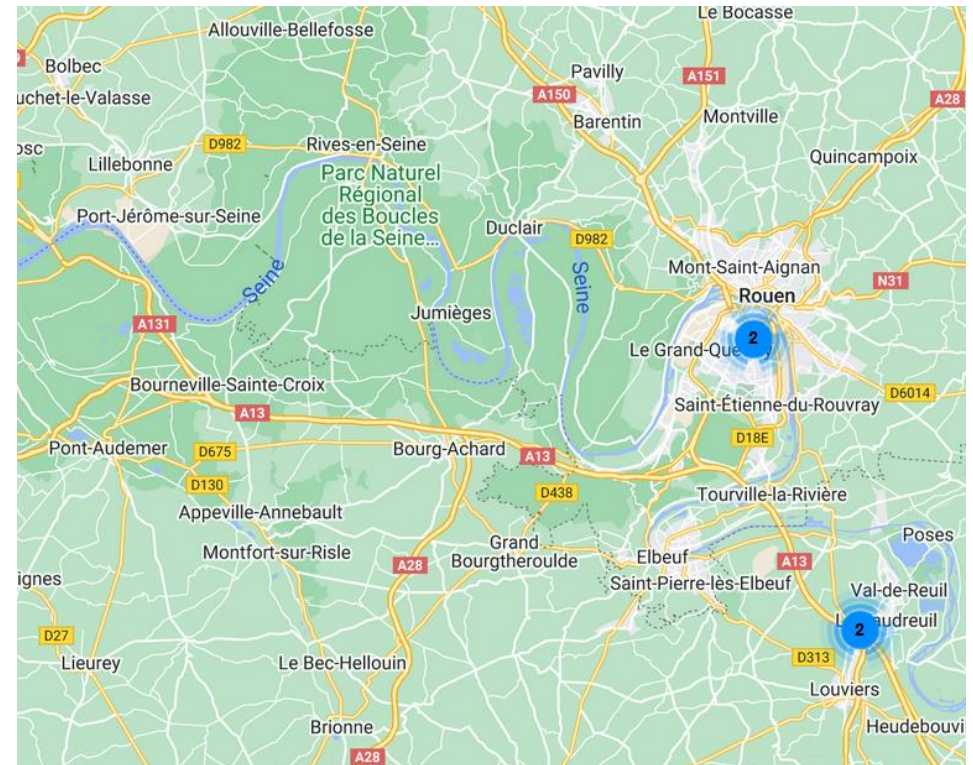 Le Bocasse
Allouville-Bellefosse
Bolbec
Pavilly
A151
uchet-le-Valasse
A150
A28
Barentin
Montville
D982
Rives-en-Seine
Lillebonne
Quincampoix
Parc Naturel
Régional
des Boucles
de la Seine...
Port-Jérôme-sur-Seine
Duclair
D982
Seine
Seine
Mont-Saint-Aignan
N31
Rouen
Jumièges
A131
2
Le Grand-Que
Bourneville-Sainte-Croix
D6014
A13
Saint-Étienne-du-Rouvray
D18E
Pont-Audemer
D675
Bourg-Achard
A13
D130
D438
Tourville-la-Rivière
Appeville-Annebault
Poses
Grand
Bourgtheroulde
Montfort-sur-Risle
Elbeuf
A13
A28
ignes
Saint-Pierre-lès-Elbeuf
Val-de-Reuil
audreuil
2
D27
D313
Lieurey
Le Bec-Hellouin
Louviers
Brionne
Heudebouvi
A28